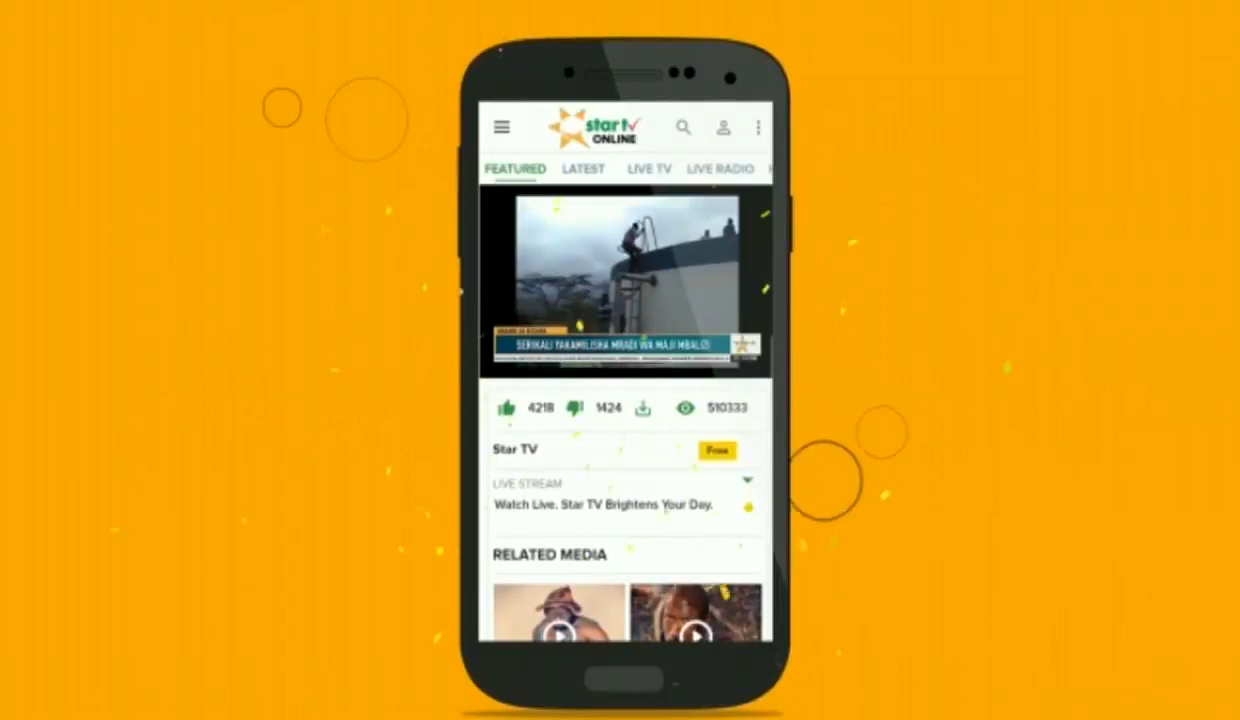 star tv
ONLINE
FEATURED LATEST LIVE TV LIVE RADIO
SERIKALI YAKAMILISHA MRADI WA MAJI MBALIZI
4218 1424 510333
Star TV Free
LIVE STREAM
Watch Live. Star TV Brightens Your Day.
RELATED MEDIA